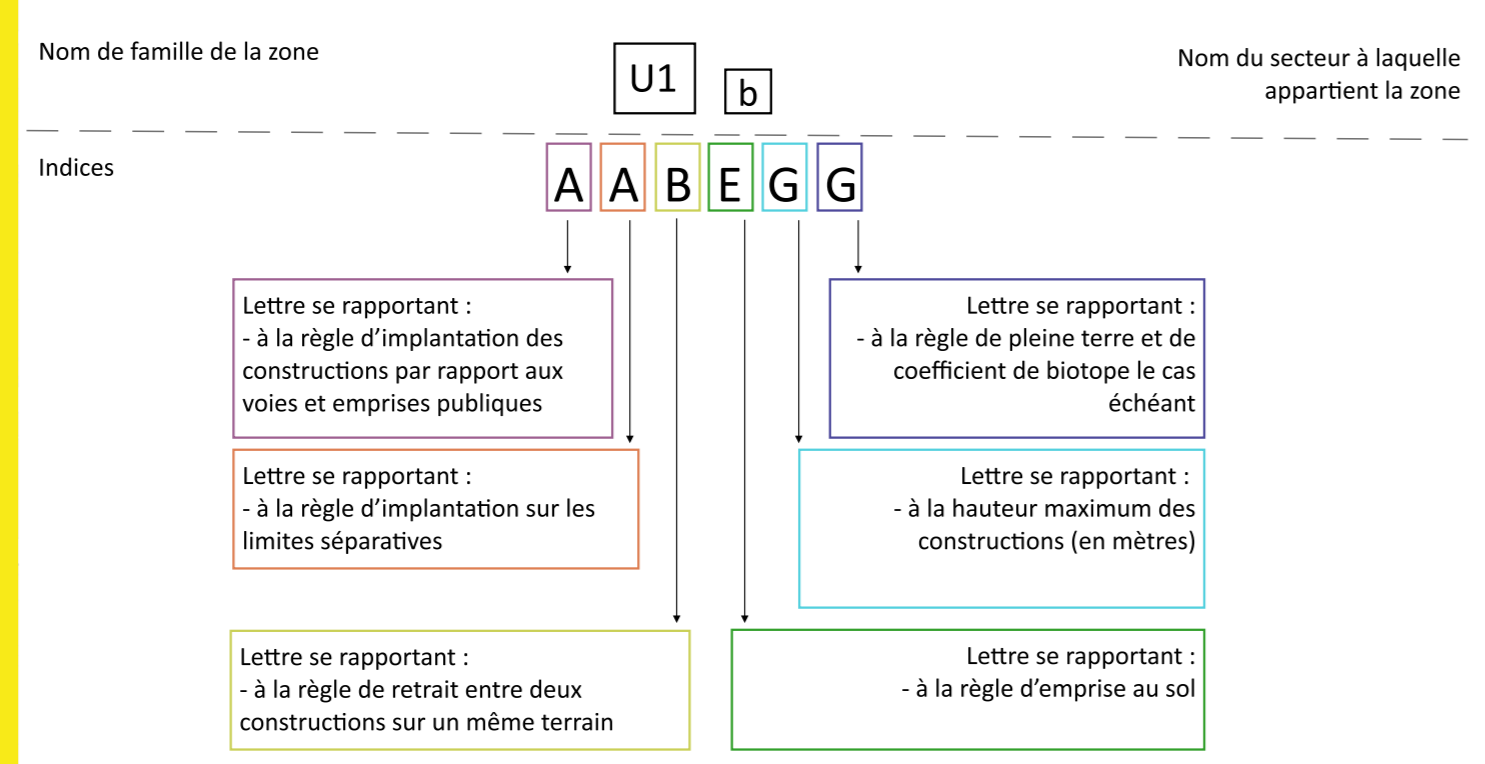 Nom de famille de la zone
U1
b
Nom du secteur à laquelle
appartient la zone
Indices
A A B E G G
Lettre se rapportant :
- à la règle d’implantation des
constructions par rapport aux
voies et emprises publiques
Lettre se rapportant :
- à la règle de pleine terre et de
coefficient de biotope le cas
échéant
Lettre se rapportant :
- à la règle d’implantation sur les
limites séparatives
Lettre se rapportant :
- à la hauteur maximum des
constructions (en mètres)
Lettre se rapportant :
- à la règle de retrait entre deux
constructions sur un même terrain
Lettre se rapportant :
- à la règle d’emprise au sol